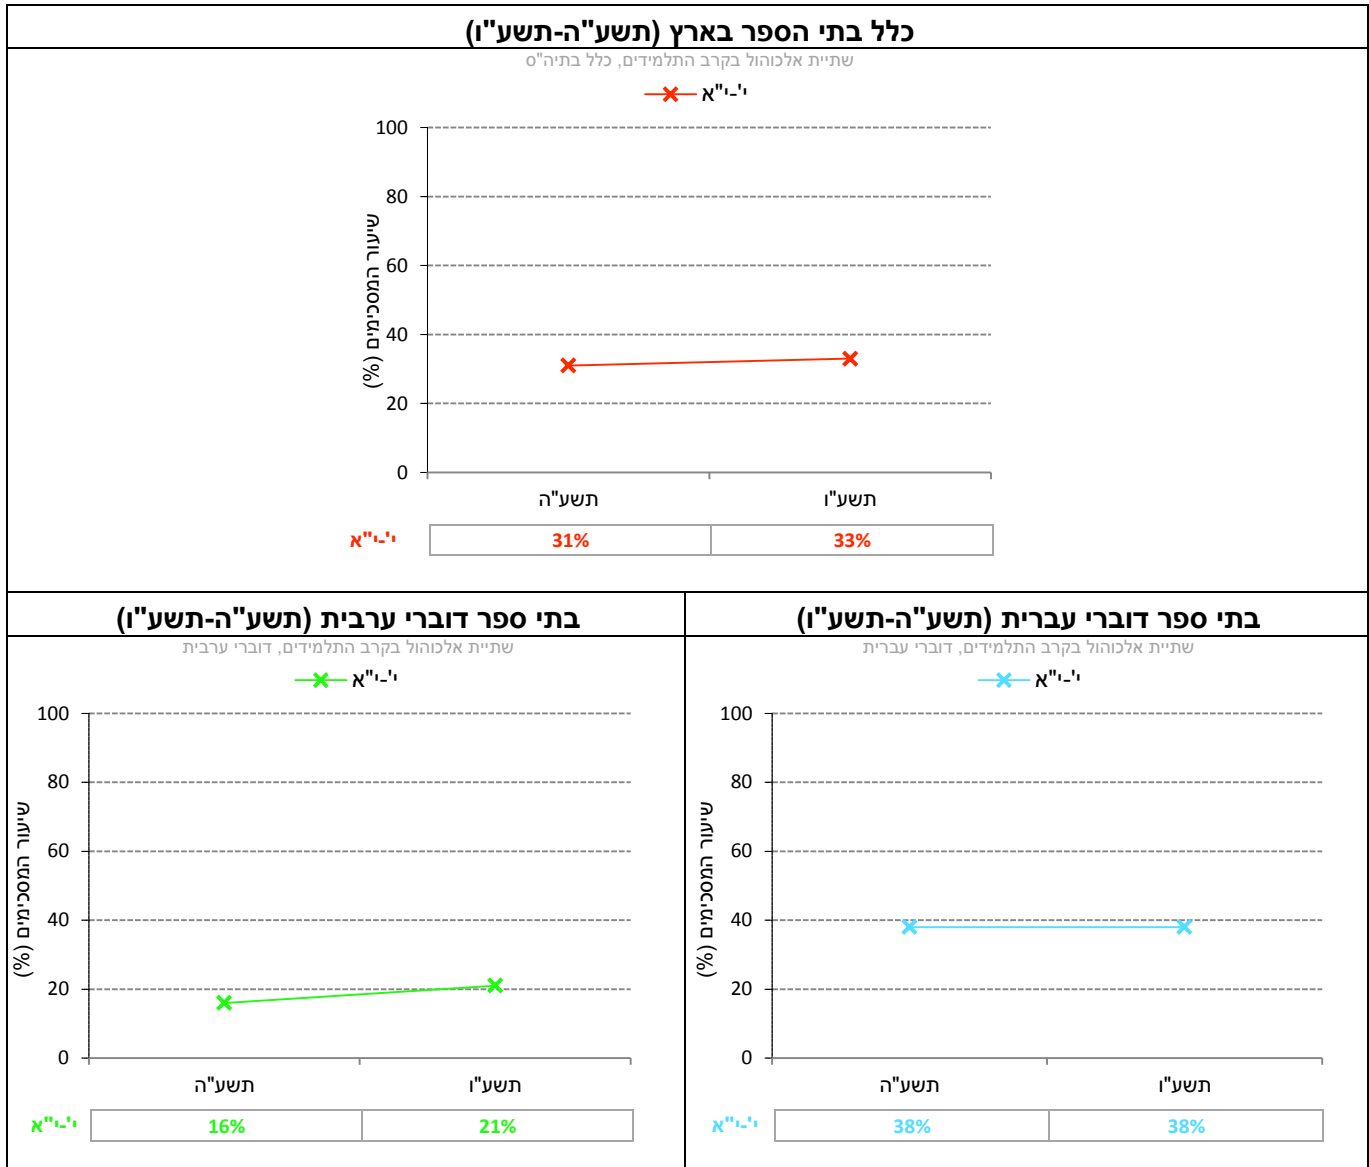 כלל בתי הספר בארץ (תשע"ה-תשע"ו)
שתיית אלכוהול בקרב התלמידים, כלל בתיה"ס
י'-י"א
100
80
60
40
20
0
שיעור המסכימים (%)
תשע"ה תשע"ו
י'-י"א 31% 33%
בתי ספר דוברי עברית (תשע"ה-תשע"ו)
שתיית אלכוהול בקרב התלמידים, דוברי עברית
י'-י"א
100
80
60
40
20
0
שיעור המסכימים (%)
תשע"ה תשע"ו
י'-י"א 38% 38%
בתי ספר דוברי ערבית (תשע"ה-תשע"ו)
שתיית אלכוהול בקרב התלמידים, דוברי ערבית
י'-י"א
100
80
60
40
20
0
שיעור המסכימים (%)
תשע"ה תשע"ו
י'-י"א 16% 21%